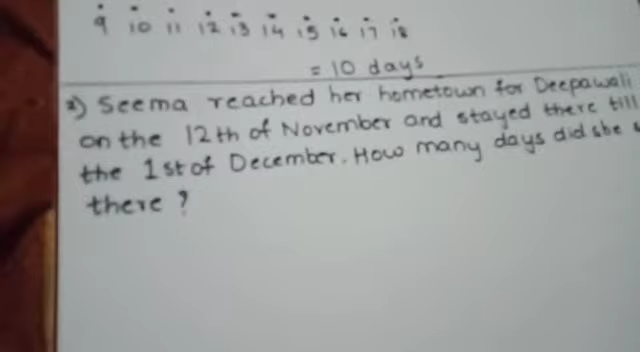 9 10 11 12 13 14 15 16 17 18
= 10 days
2) Seema reached her hometown for Deepawali
on the 12th of November and stayed there till
the 1st of December. How many days did she
there ?